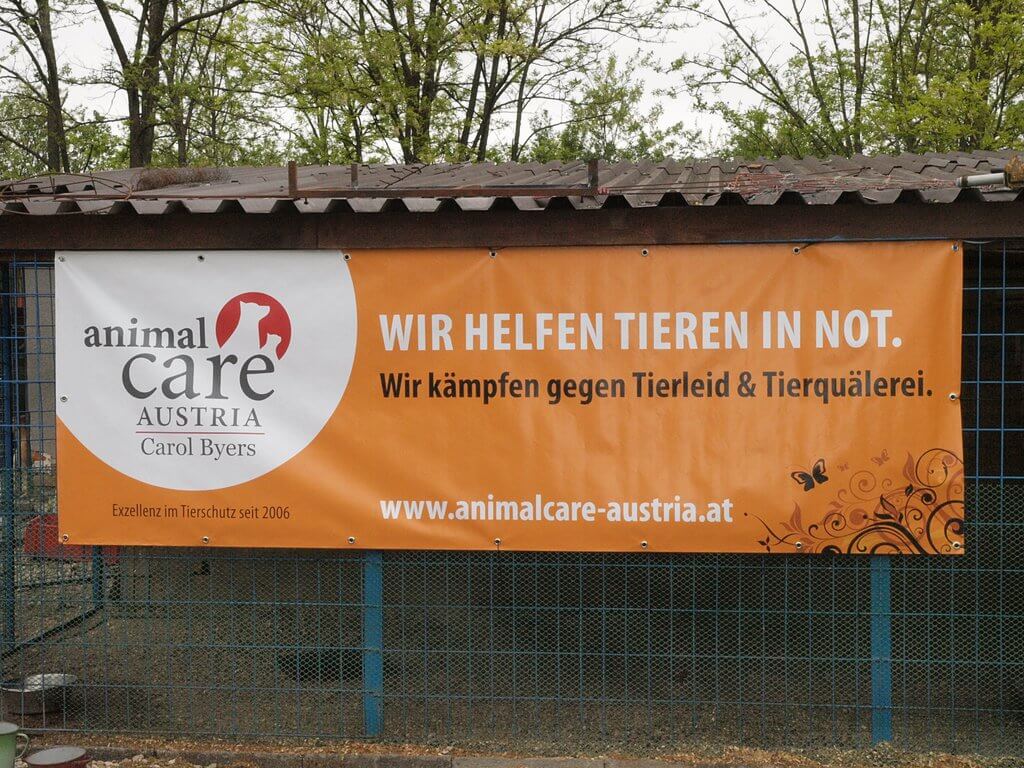 animal
care
AUSTRIA
Carol Byers
Exzellenz im Tierschutz seit 2006
WIR HELFEN TIEREN IN NOT.
Wir kämpfen gegen Tierleid & Tierquälerei.
www.animalcare-austria.at